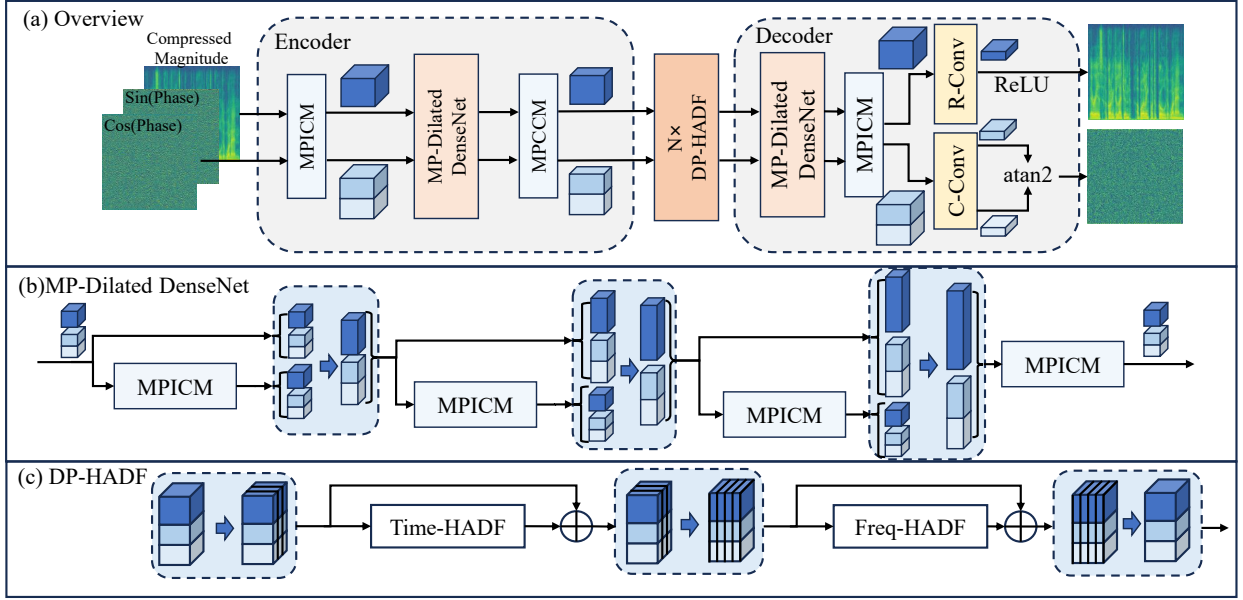 (a) Overview
Compressed
Magnitude
Sin(Phase)
Cos(Phase)
Encoder
MPICM
MP-Dilated
DenseNet
MPCCM
N×
DP-HADF
Decoder
MP-Dilated
DenseNet
MPICM
R-Conv
ReLU
C-Conv
atan2
(b)MP-Dilated DenseNet
MPICM
MPICM
MPICM
MPICM
(c) DP-HADF
Time-HADF
Freq-HADF